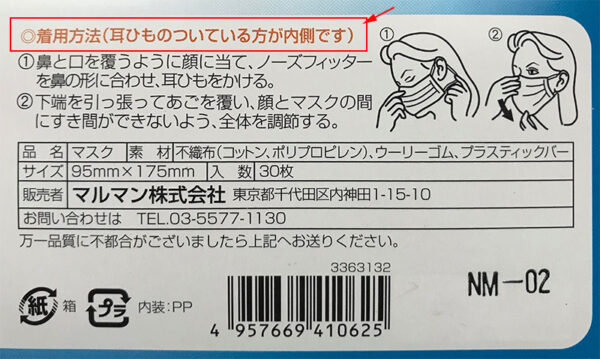 ◎着用方法(耳ひものついている方が内側です)
①鼻と口を覆うように顔に当て、ノーズフィッター
を鼻の形に合わせ、耳ひもをかける。
②下端を引っ張ってあごを覆い、顔とマスクの間
にすき間ができないよう、全体を調節する。
① ②
品 名 マスク 素 材 不織布(コットン、ポリプロピレン)、ウーリーゴム、プラスティックバー
サイズ 95mm×175mm 入 数 30枚
販売者 マルマン株式会社 東京都千代田区内神田1-15-10
お問い合わせは TEL.03-5577-1130
万一品質に不都合がございましたら上記へお送りください。
3363132
NM-02
紙 箱 プラ 内装:PP
4 957669 410625